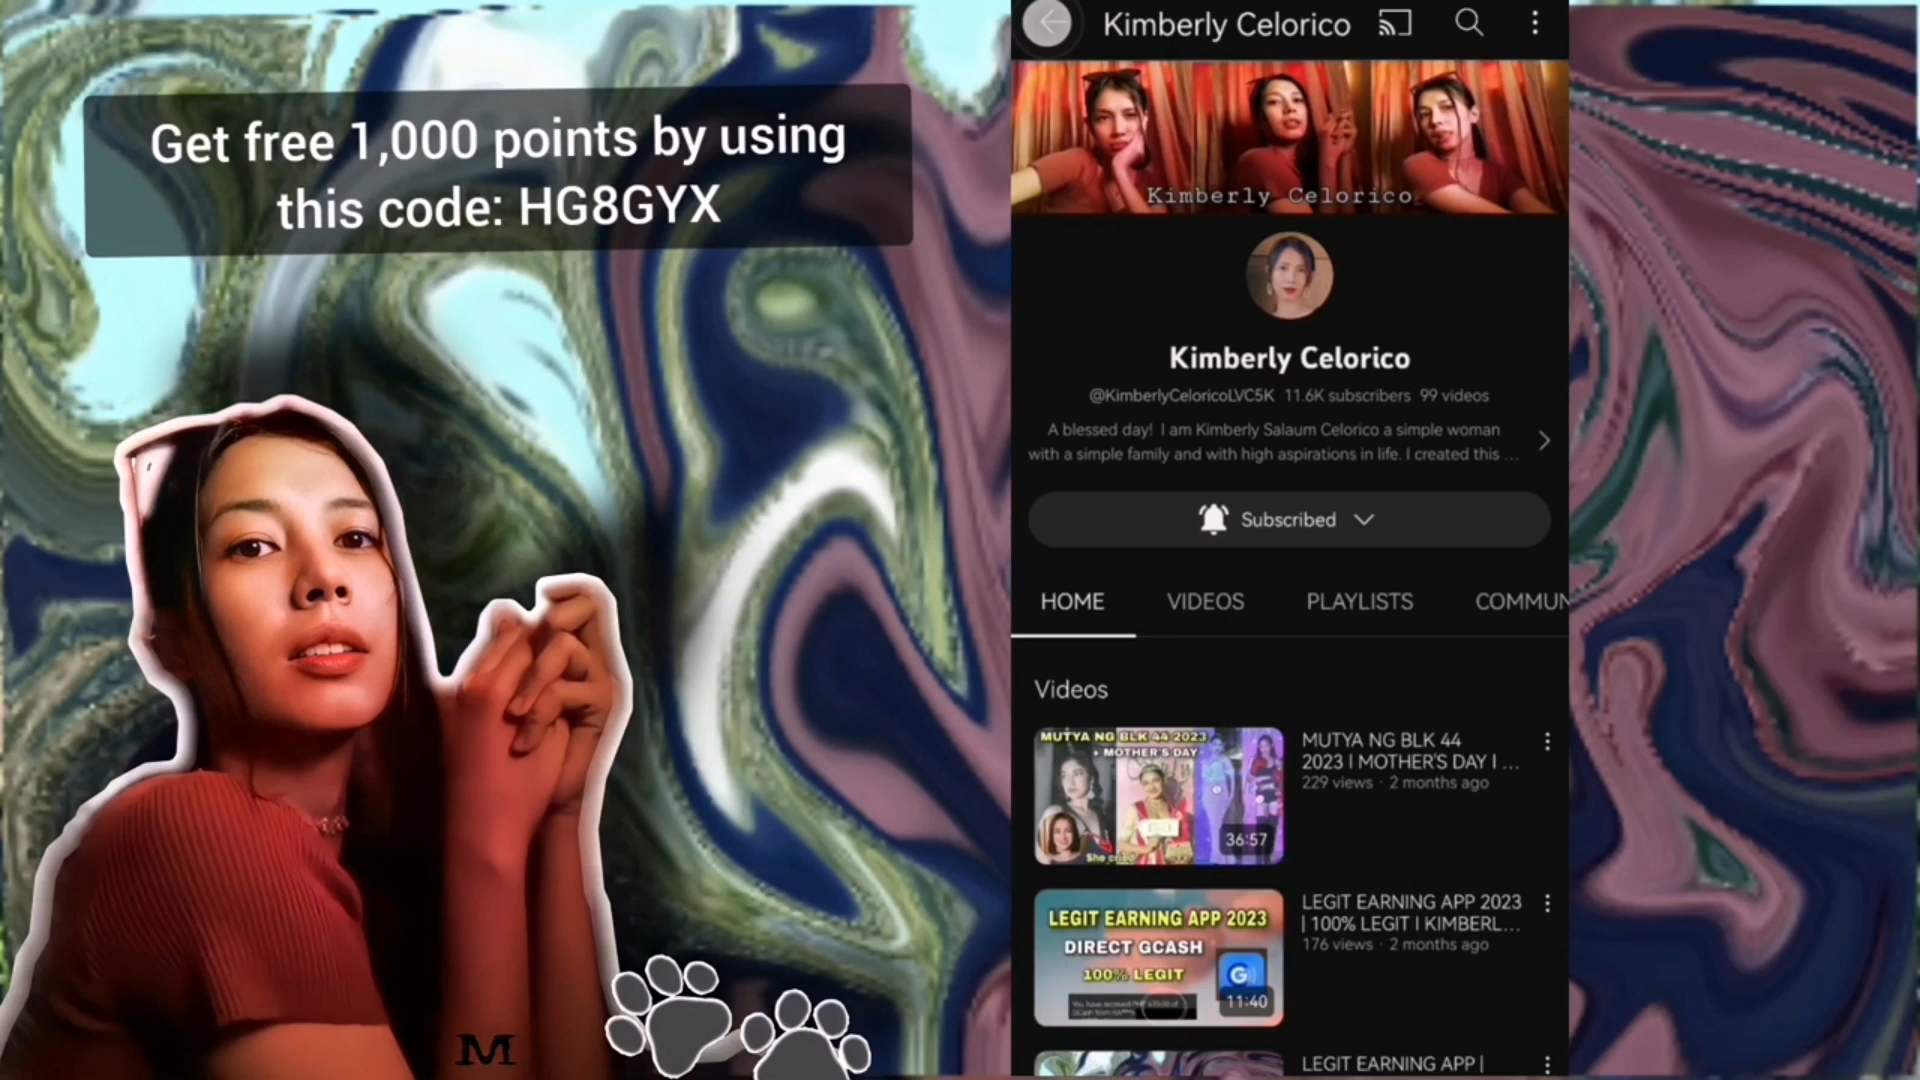 Get free 1,000 points by using
this code: HG8GYX
M
Kimberly Celorico
Kimberly Celorico
Kimberly Celorico
@KimberlyCeloricoLVC5K 11.6K subscribers 99 videos
A blessed day! I am Kimberly Salaum Celorico a simple woman
with a simple family and with high aspirations in life. I created this ...
Subscribed
HOME VIDEOS PLAYLISTS COMMUN
Videos
MUTYA NG BLK 44 2023
+ MOTHER'S DAY
She cried
36:57
MUTYA NG BLK 44
2023 I MOTHER'S DAY I ...
229 views · 2 months ago
LEGIT EARNING APP 2023
DIRECT GCASH
100% LEGIT
G
11:40
LEGIT EARNING APP 2023
| 100% LEGIT I KIMBERL...
176 views · 2 months ago
LEGIT EARNING APP |